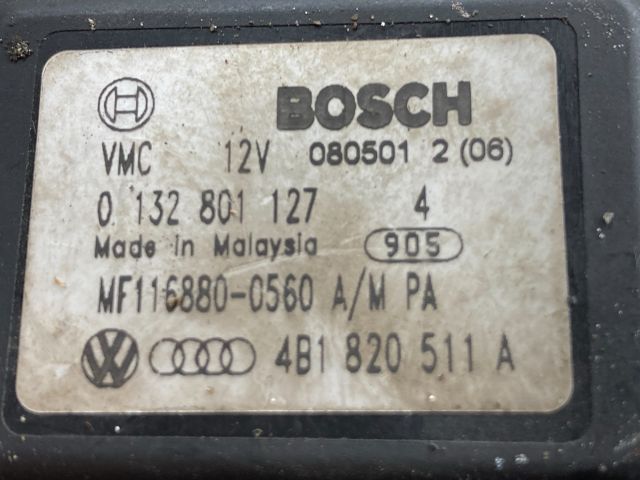 BOSCH
VMC 12V 080501 2 (06)
0 132 801 127 4
Made in Malaysia 905
MF116880-0560 A/M PA
4B1 820 511 A